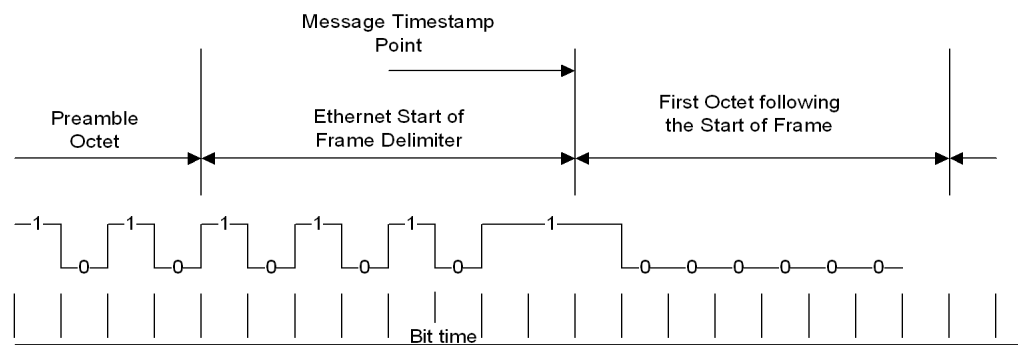 Message Timestamp
Point
Preamble
Octet
Ethernet Start of
Frame Delimiter
First Octet following
the Start of Frame
1 0 1 0 1 0 1 0 1 0 1 0 0 0 0 0 0
Bit time